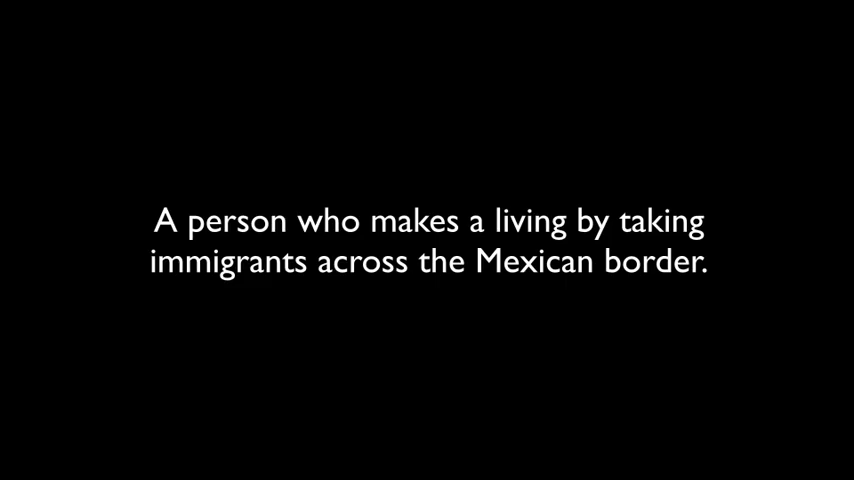 A person who makes a living by taking
immigrants across the Mexican border.